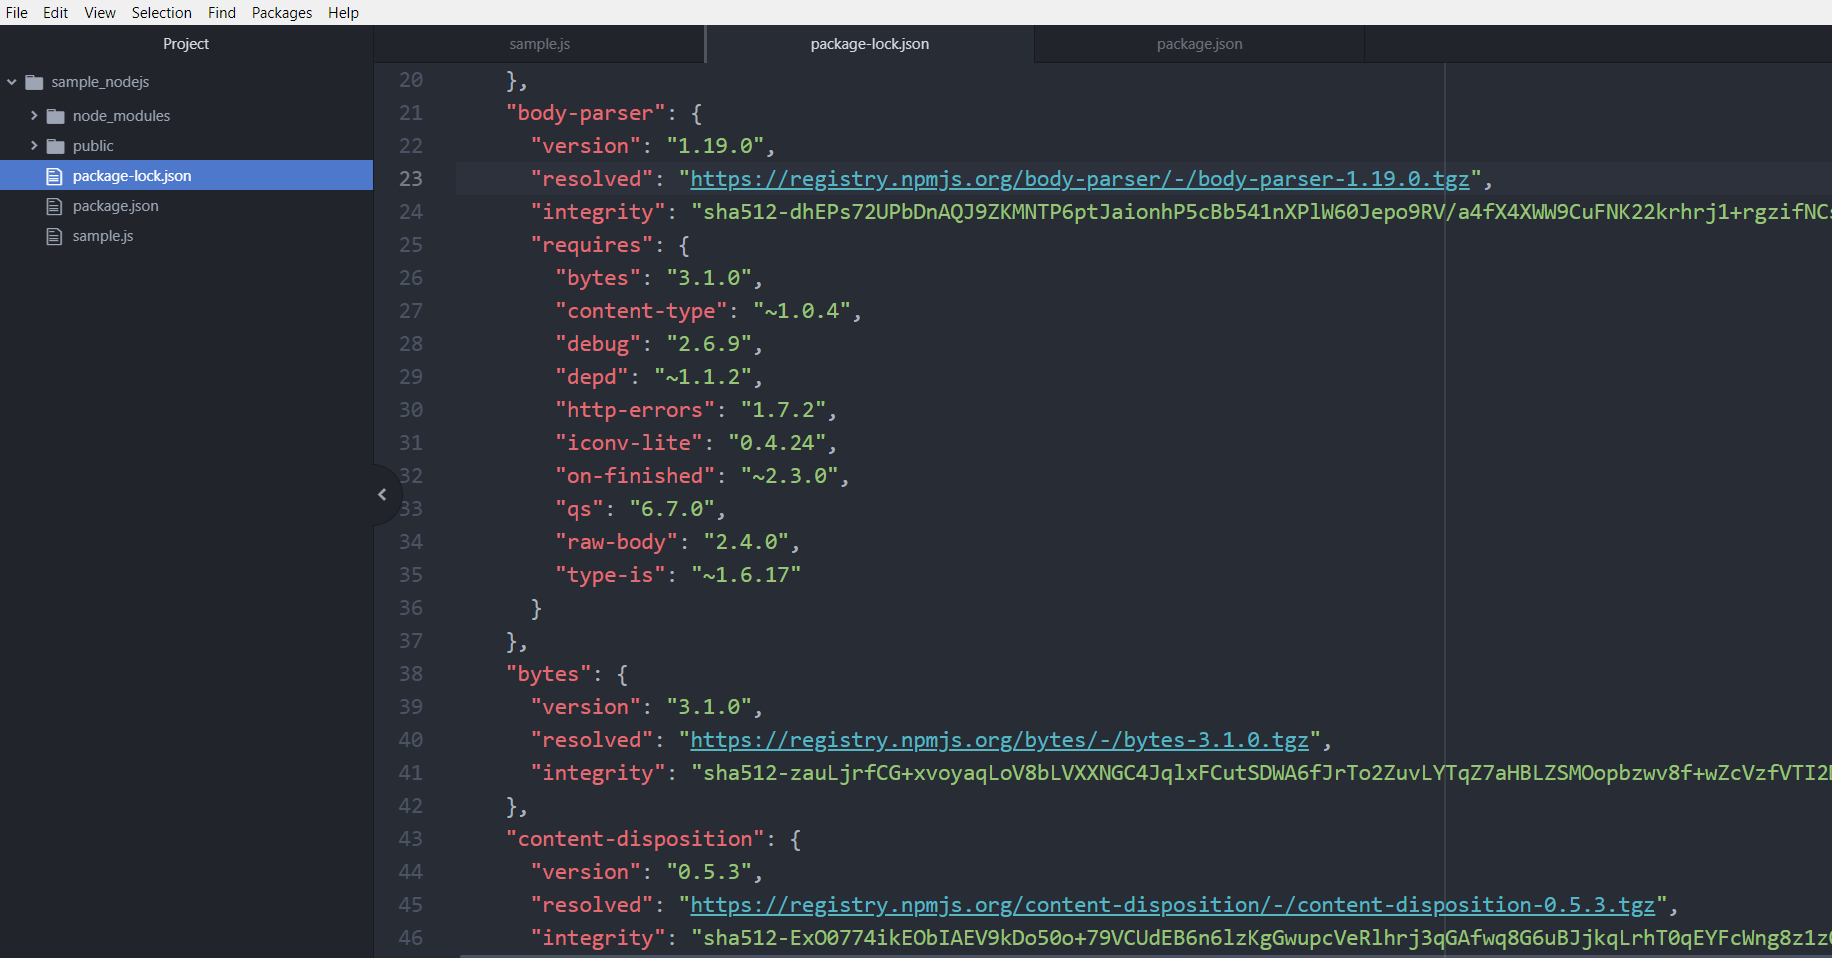 File Edit View Selection Find Packages Help
Project
sample_nodejs
node_modules
public
package-lock.json
package.json
sample.js
sample.js package-lock.json package.json
20 },
21 "body-parser": {
22 "version": "1.19.0",
23 "resolved": "https://registry.npmjs.org/body-parser/-/body-parser-1.19.0.tgz",
24 "integrity": "sha512-dhEPs72UPbDnAQJ9ZKMNTP6ptJaionhP5cBb541nXPlW60Jepo9RV/a4fX4XWW9CuFNK22krhrj1+rgzifNCs
25 "requires": {
26 "bytes": "3.1.0",
27 "content-type": "~1.0.4",
28 "debug": "2.6.9",
29 "depd": "~1.1.2",
30 "http-errors": "1.7.2",
31 "iconv-lite": "0.4.24",
32 "on-finished": "~2.3.0",
33 "qs": "6.7.0",
34 "raw-body": "2.4.0",
35 "type-is": "~1.6.17"
36 }
37 },
38 "bytes": {
39 "version": "3.1.0",
40 "resolved": "https://registry.npmjs.org/bytes/-/bytes-3.1.0.tgz",
41 "integrity": "sha512-zauLjrfCG+xvoyaqLoV8bLVXXNGC4JqlxFCutSDWA6fJrTo2ZuvLYTqZ7aHBLZSMOopbzwv8f+wZcVzfVTI2
42 },
43 "content-disposition": {
44 "version": "0.5.3",
45 "resolved": "https://registry.npmjs.org/content-disposition/-/content-disposition-0.5.3.tgz",
46 "integrity": "sha512-ExO0774ikEObIAEV9kDo50o+79VCUdEB6n6lzKgGwupcVeRlhrj3qGAfwq8G6uBJjkqLrhT0qEYFcWng8z1z